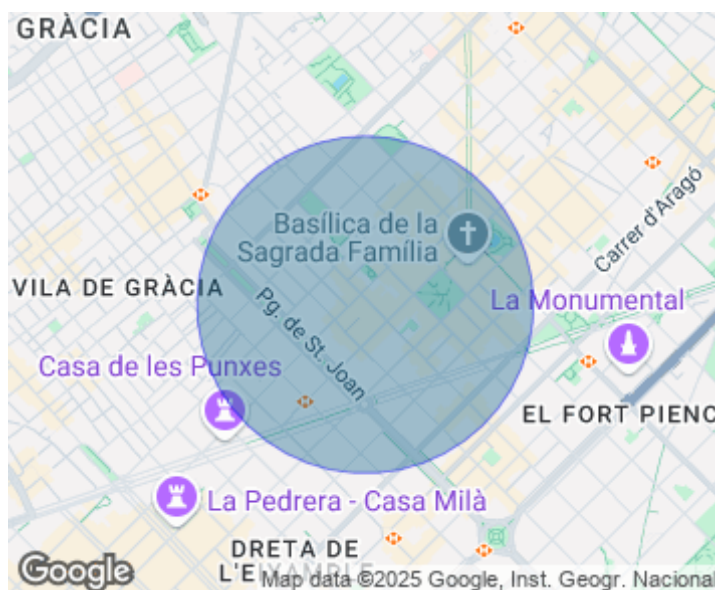 GRÀCIA
Basílica de la
Sagrada Família
Carrer d'Aragó
VILA DE GRÀCIA
La Monumental
Pg. de St. Joan
Casa de les Punxes
EL FORT PIENC
La Pedrera - Casa Milà
DRETA DE
L'EIXAMPLE
Google
Map data ©2025 Google, Inst. Geogr. Nacional